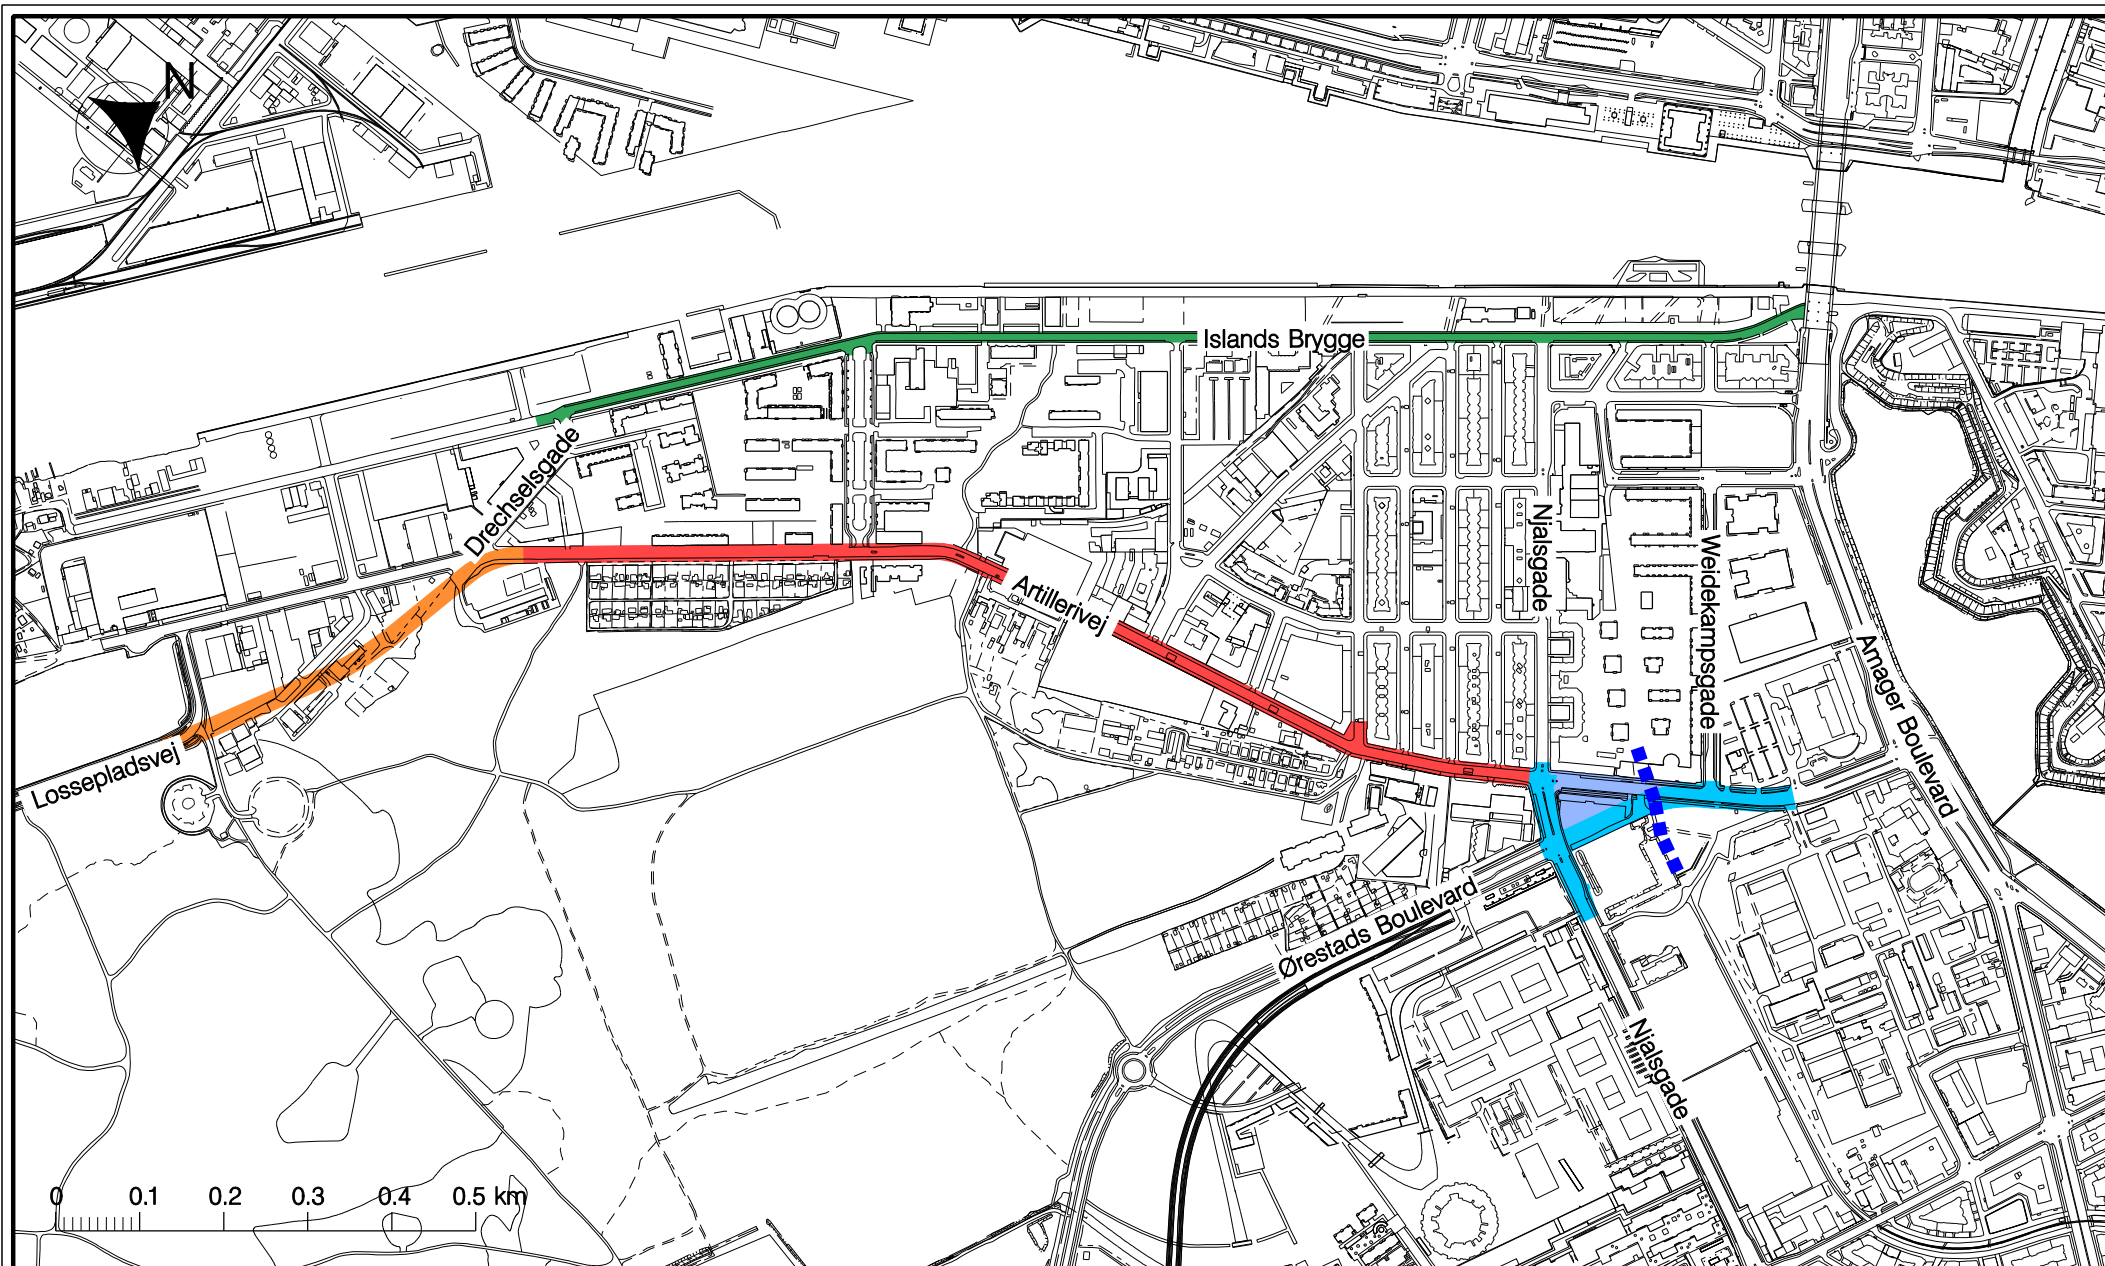 N
Islands Brygge
Drechselsgade
Njalsgade
Weidekampsgade
Artillerivej
Amager Boulevard
Lossepladsvej
Ørestads Boulevard
Njalsgade
0 0.1 0.2 0.3 0.4 0.5 km